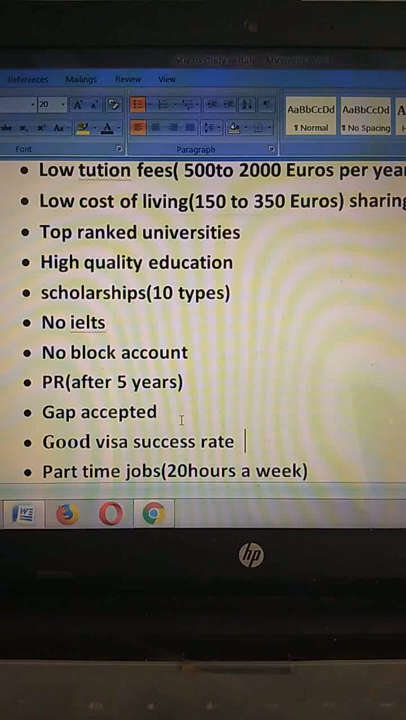 References Mailings Review View
20
AaBbCcDd AaBbCcDd
¶ Normal ¶ No Spacing
Font Paragraph
• Low tution fees( 500to 2000 Euros per year
• Low cost of living(150 to 350 Euros) sharing
• Top ranked universities
• High quality education
• scholarships(10 types)
• No ielts
• No block account
• PR(after 5 years)
• Gap accepted
• Good visa success rate
• Part time jobs(20hours a week)
hp